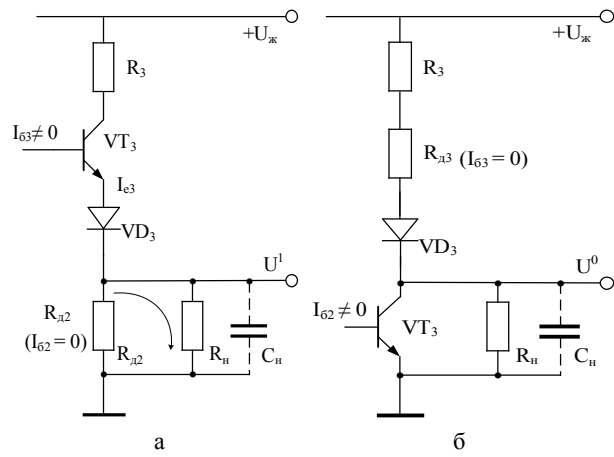 +Uж
R₃
Iб3≠ 0
VT₃
Iе3
VD₃
U¹
Rд2
(Iб2 = 0)
Rд2
Rн
Cн
а
+Uж
R₃
Rд3 (Iб3 = 0)
VD₃
U⁰
Iб2 ≠ 0
VT₃
Rн
Cн
б